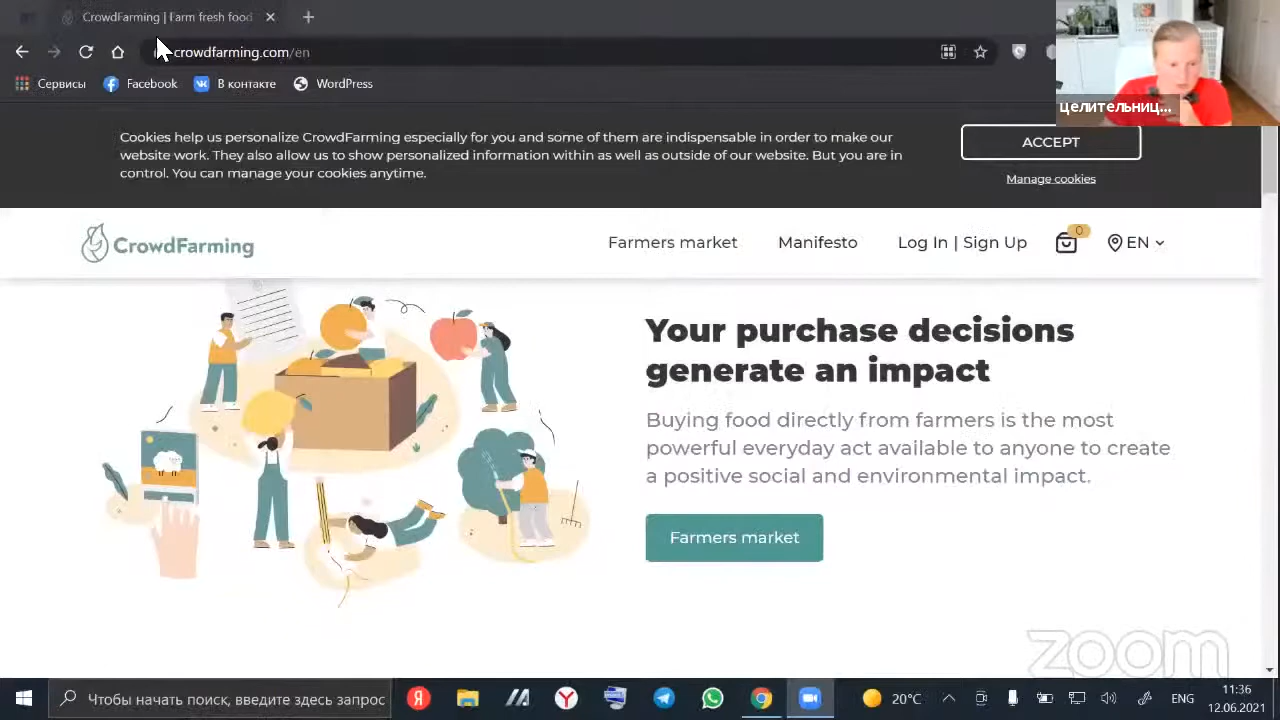 CrowdFarming | Farm fresh food
crowdfarming.com/en
Сервисы
Facebook
В контакте
WordPress
целительниц...
Cookies help us personalize CrowdFarming especially for you and some of them are indispensable in order to make our
website work. They also allow us to show personalized information within as well as outside of our website. But you are in
control. You can manage your cookies anytime.
ACCEPT
Manage cookies
CrowdFarming
Farmers market
Manifesto
Log In | Sign Up
0
EN
Your purchase decisions
generate an impact
Buying food directly from farmers is the most
powerful everyday act available to anyone to create
a positive social and environmental impact.
Farmers market
zoom
Чтобы начать поиск, введите здесь запрос
20°C
ENG
11:36
12.06.2021